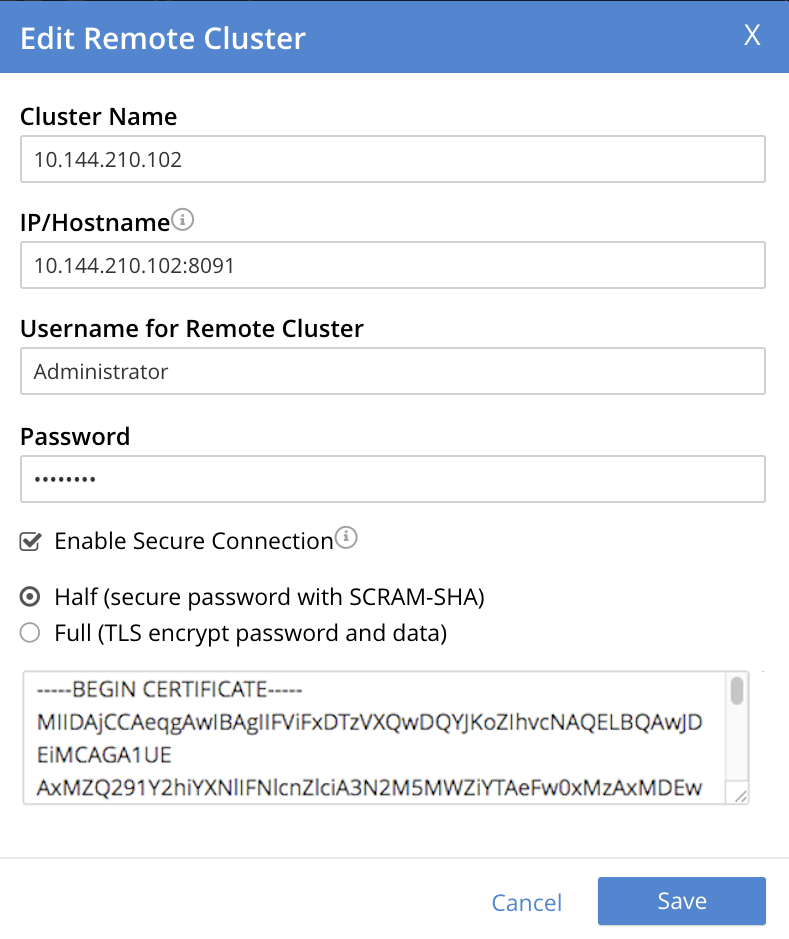 Edit Remote Cluster
X
Cluster Name
10.144.210.102
IP/Hostname
10.144.210.102:8091
Username for Remote Cluster
Administrator
Password
••••••••
Enable Secure Connection
Half (secure password with SCRAM-SHA)
Full (TLS encrypt password and data)
-----BEGIN CERTIFICATE-----
MIIDAjCCAeqgAwIBAgIIFViFxDTzVXQwDQYJKoZIhvcNAQELBQAwJD
EiMCAGA1UE
AxMZQ291Y2hiYXNlIFNlcnZlciA3N2M5MWZiYTAeFw0xMzAxMDEw
Cancel
Save